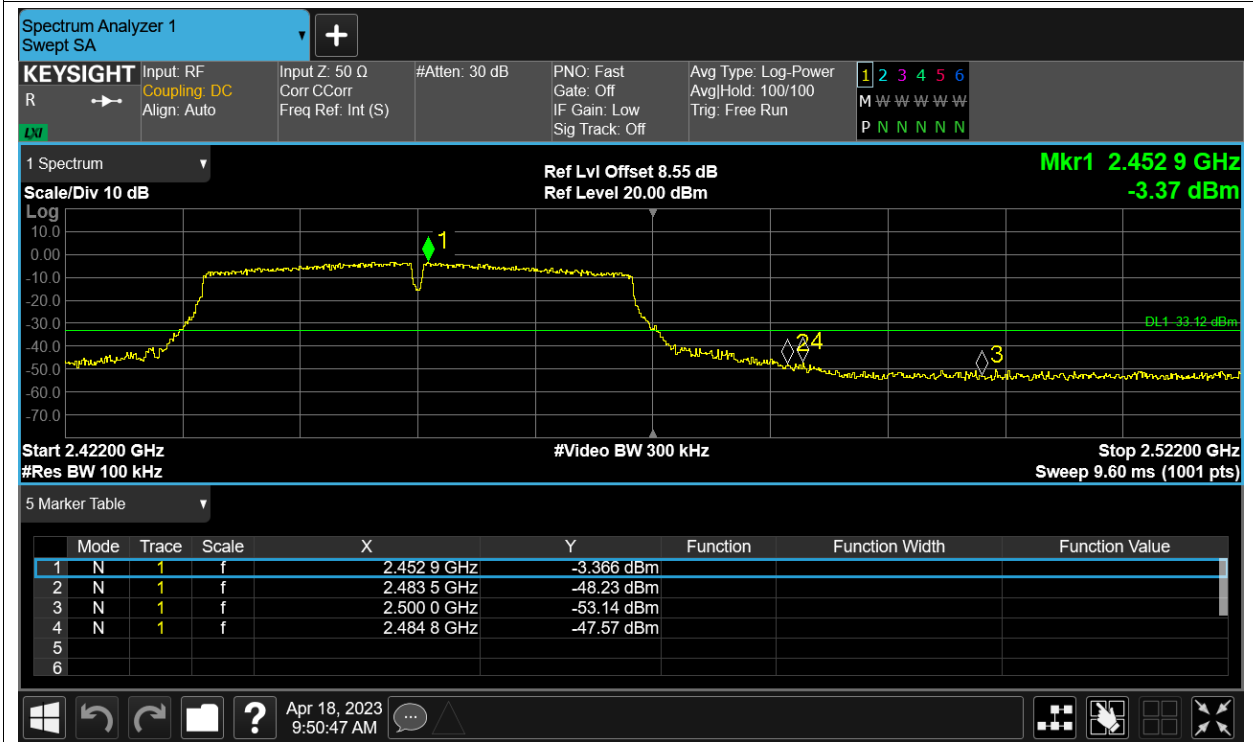 Spectrum Analyzer 1
Swept SA
KEYSIGHT
R
LXI
Input: RF
Coupling: DC
Align: Auto
Input Z: 50 Ω
Corr CCorr
Freq Ref: Int (S)
#Atten: 30 dB
PNO: Fast
Gate: Off
IF Gain: Low
Sig Track: Off
Avg Type: Log-Power
Avg|Hold: 100/100
Trig: Free Run
1 2 3 4 5 6
M W W W W W
P N N N N N
1 Spectrum
Scale/Div 10 dB
Ref Lvl Offset 8.55 dB
Ref Level 20.00 dBm
Mkr1 2.452 9 GHz
-3.37 dBm
Log
10.0
0.00
-10.0
-20.0
-30.0
-40.0
-50.0
-60.0
-70.0
1
DL1 -33.12 dBm
2 4
3
Start 2.42200 GHz #Video BW 300 kHz Stop 2.52200 GHz
#Res BW 100 kHz Sweep 9.60 ms (1001 pts)
5 Marker Table
Mode Trace Scale X Y Function Function Width Function Value
1 N 1 f 2.452 9 GHz -3.366 dBm
2 N 1 f 2.483 5 GHz -48.23 dBm
3 N 1 f 2.500 0 GHz -53.14 dBm
4 N 1 f 2.484 8 GHz -47.57 dBm
5
6
?
Apr 18, 2023
9:50:47 AM